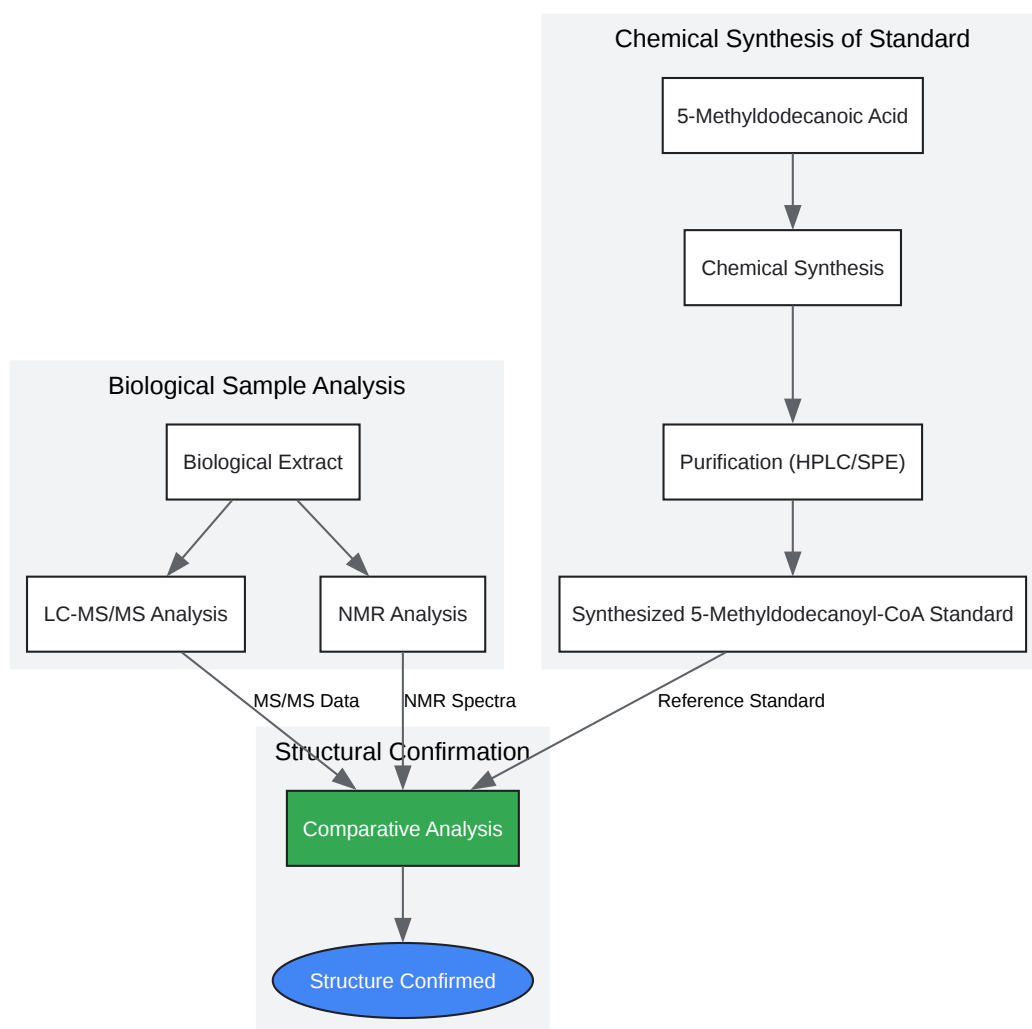 Chemical Synthesis of Standard
5-Methyldodecanoic Acid
Chemical Synthesis
Purification (HPLC/SPE)
Synthesized 5-Methyldodecanoyl-CoA Standard
Biological Sample Analysis
Biological Extract
LC-MS/MS Analysis
NMR Analysis
MS/MS Data
NMR Spectra
Reference Standard
Structural Confirmation
Comparative Analysis
Structure Confirmed